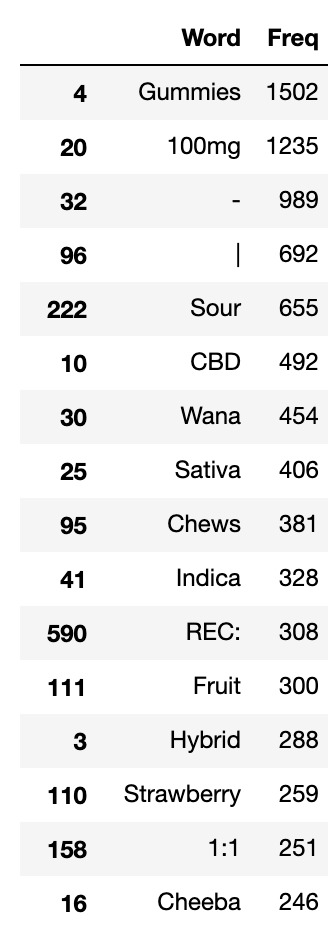 Word Freq
4 Gummies 1502
20 100mg 1235
32 - 989
96 | 692
222 Sour 655
10 CBD 492
30 Wana 454
25 Sativa 406
95 Chews 381
41 Indica 328
590 REC: 308
111 Fruit 300
3 Hybrid 288
110 Strawberry 259
158 1:1 251
16 Cheeba 246